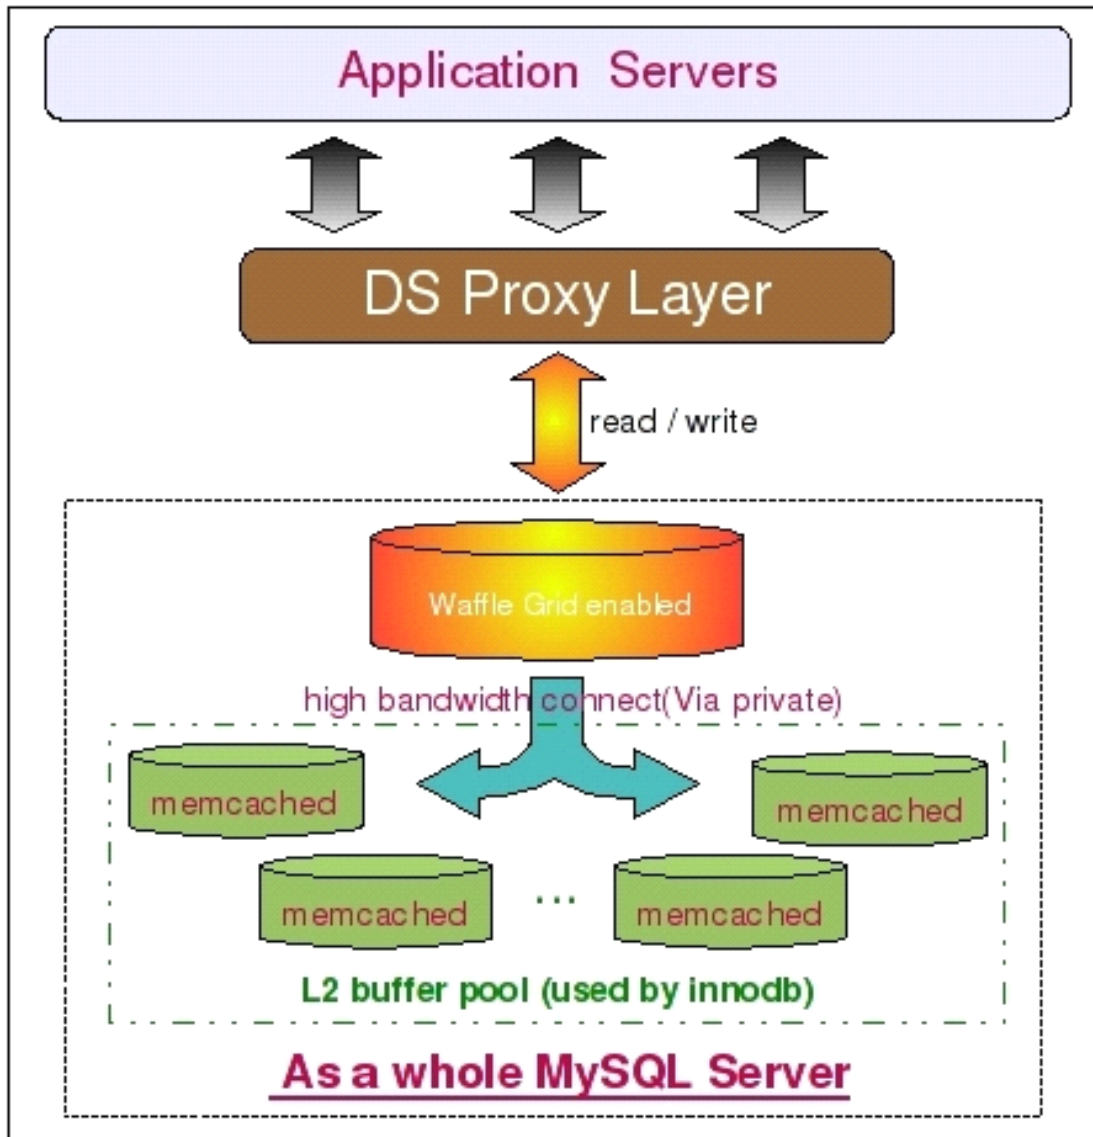 Application Servers
DS Proxy Layer
read / write
Waffle Grid enabled
high bandwidth connect(Via private)
memcached
memcached
memcached
...
memcached
L2 buffer pool (used by innodb)
As a whole MySQL Server